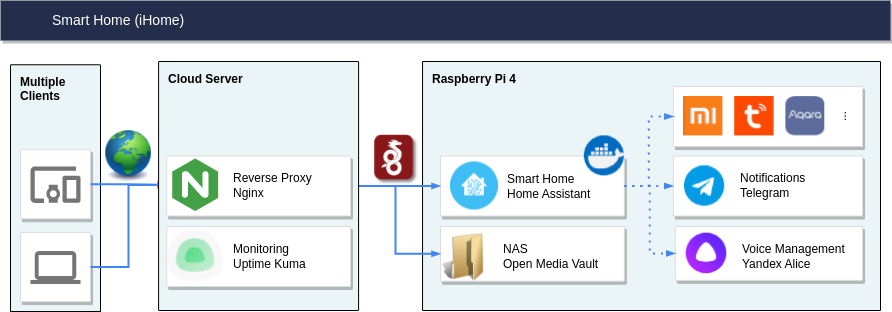 Smart Home (iHome)
Multiple
Clients
Cloud Server
Reverse Proxy
Nginx
Monitoring
Uptime Kuma
Raspberry Pi 4
Smart Home
Home Assistant
NAS
Open Media Vault
mi
Aqara
Notifications
Telegram
Voice Management
Yandex Alice